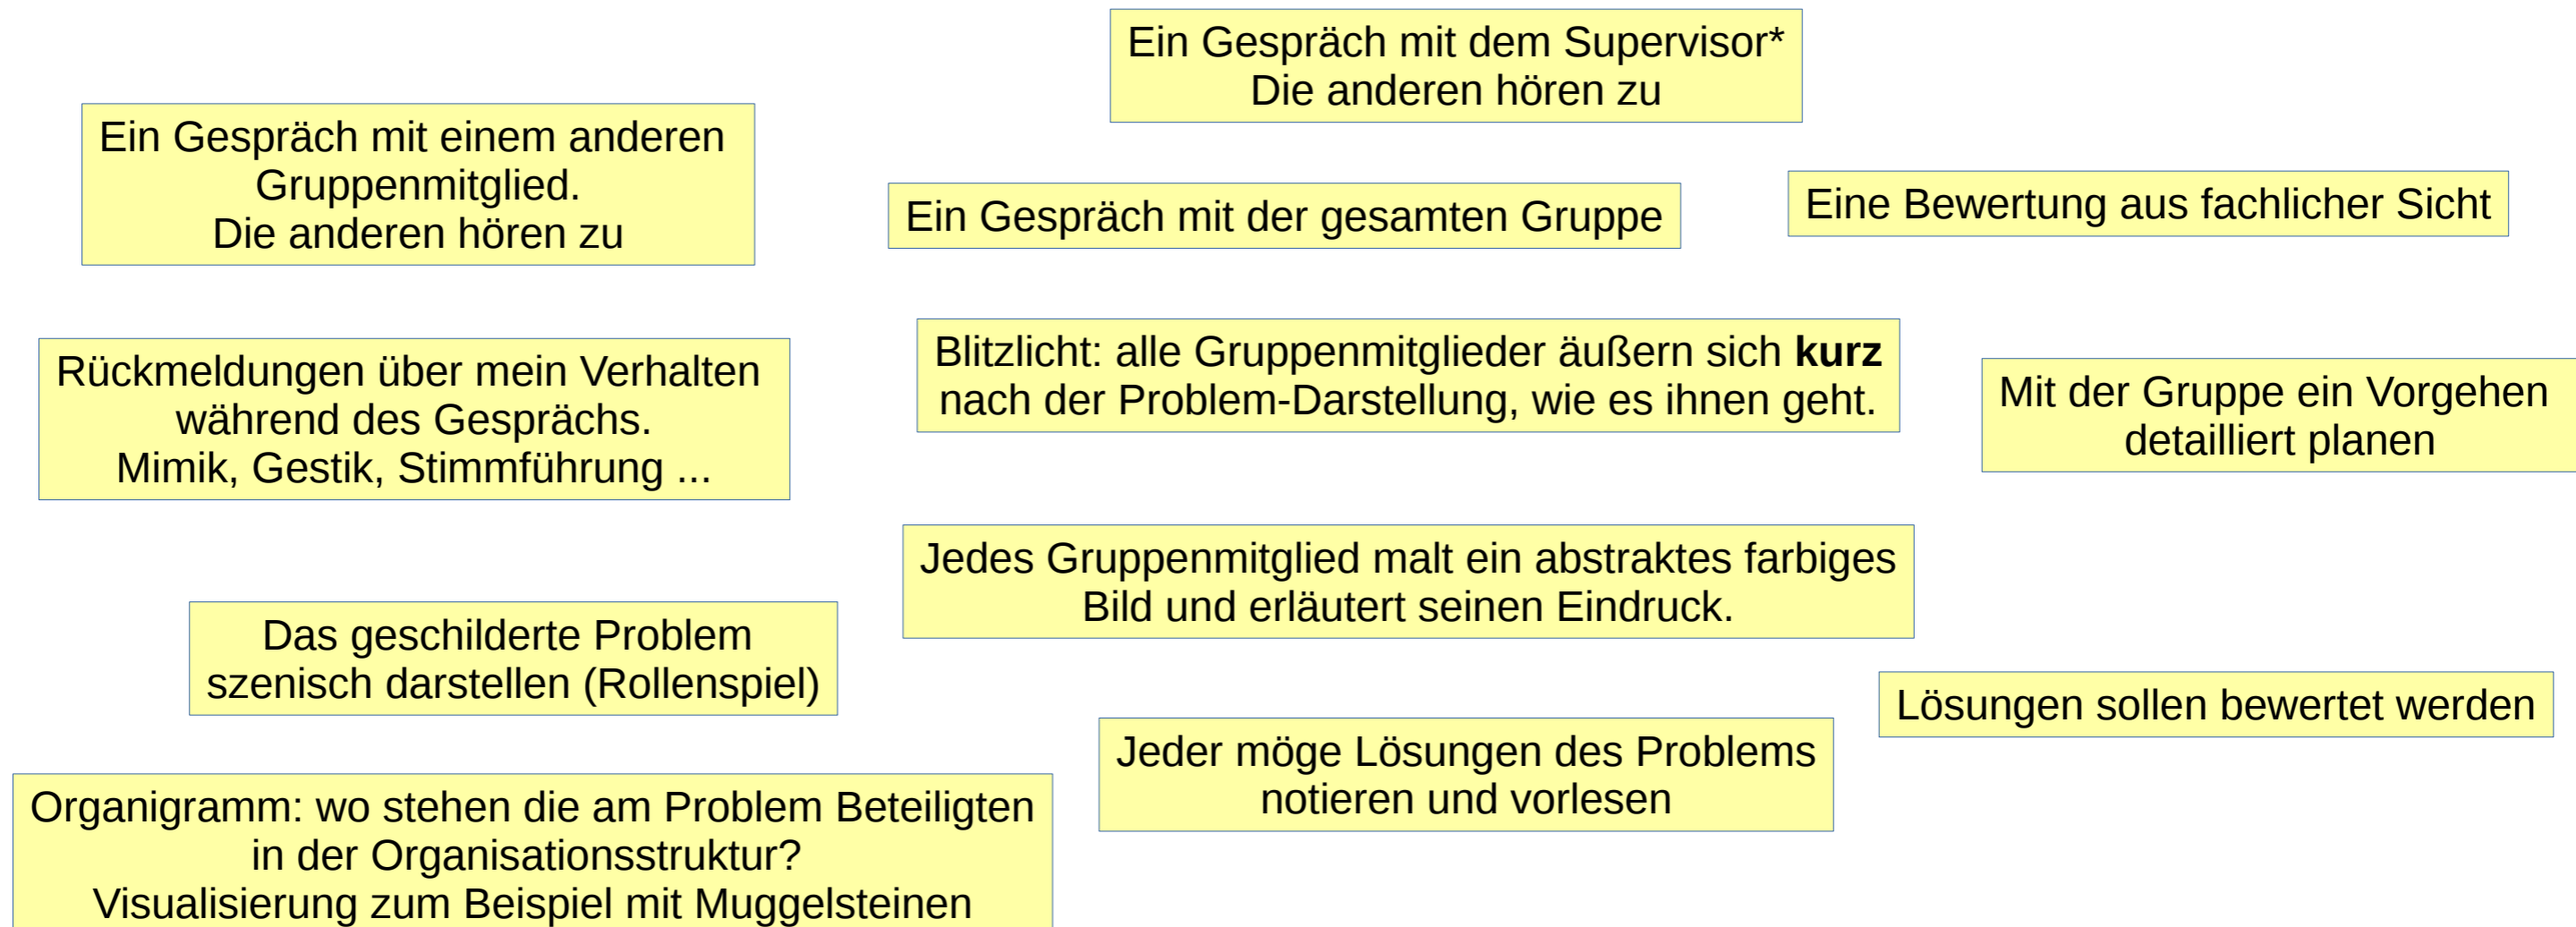 Ein Gespräch mit dem Supervisor*
Die anderen hören zu
Ein Gespräch mit einem anderen
Gruppenmitglied.
Die anderen hören zu
Ein Gespräch mit der gesamten Gruppe
Eine Bewertung aus fachlicher Sicht
Rückmeldungen über mein Verhalten
während des Gesprächs.
Mimik, Gestik, Stimmführung ...
Blitzlicht: alle Gruppenmitglieder äußern sich kurz
nach der Problem-Darstellung, wie es ihnen geht.
Mit der Gruppe ein Vorgehen
detailliert planen
Jedes Gruppenmitglied malt ein abstraktes farbiges
Bild und erläutert seinen Eindruck.
Das geschilderte Problem
szenisch darstellen (Rollenspiel)
Lösungen sollen bewertet werden
Jeder möge Lösungen des Problems
notieren und vorlesen
Organigramm: wo stehen die am Problem Beteiligten
in der Organisationsstruktur?
Visualisierung zum Beispiel mit Muggelsteinen